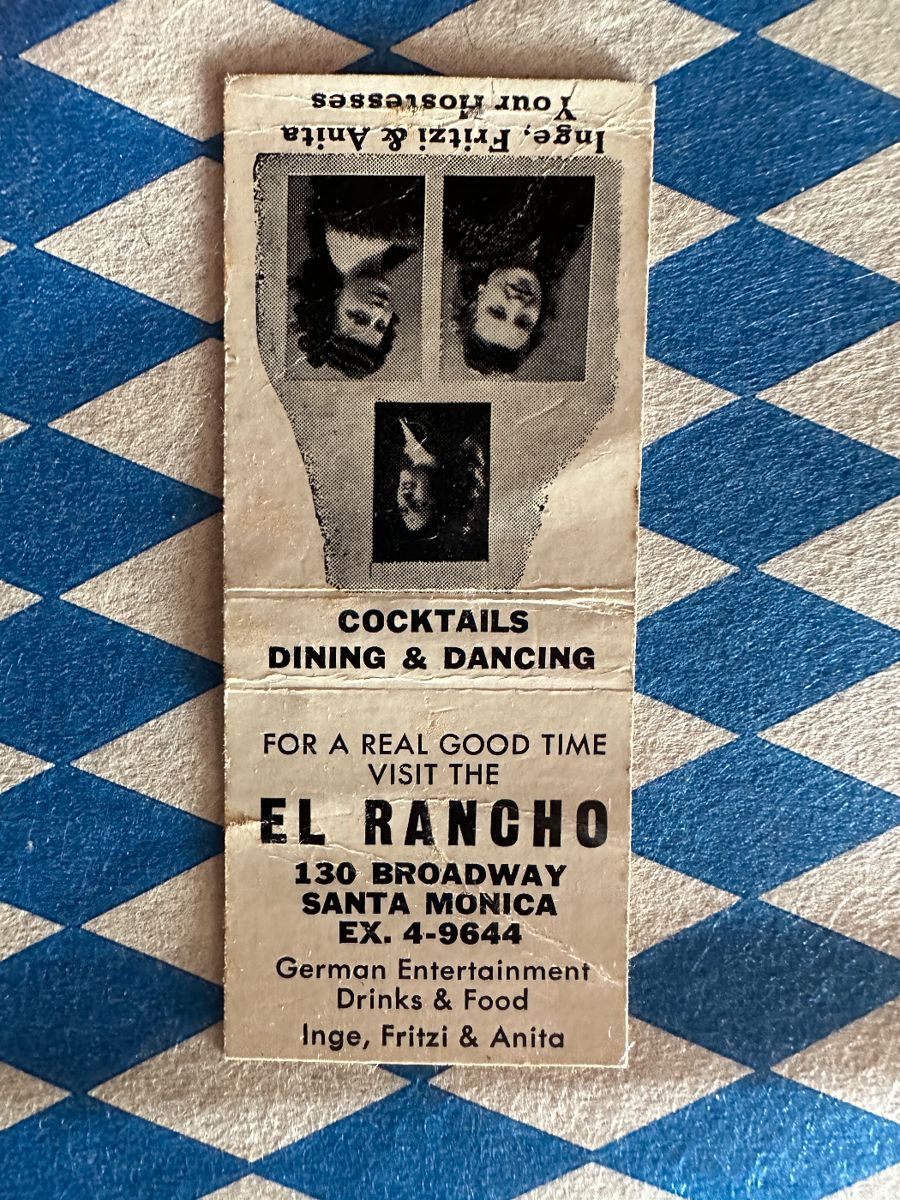 Inge, Fritzi & Anita
Your Hostesses
COCKTAILS
DINING & DANCING
FOR A REAL GOOD TIME
VISIT THE
EL RANCHO
130 BROADWAY
SANTA MONICA
EX. 4-9644
German Entertainment
Drinks & Food
Inge, Fritzi & Anita